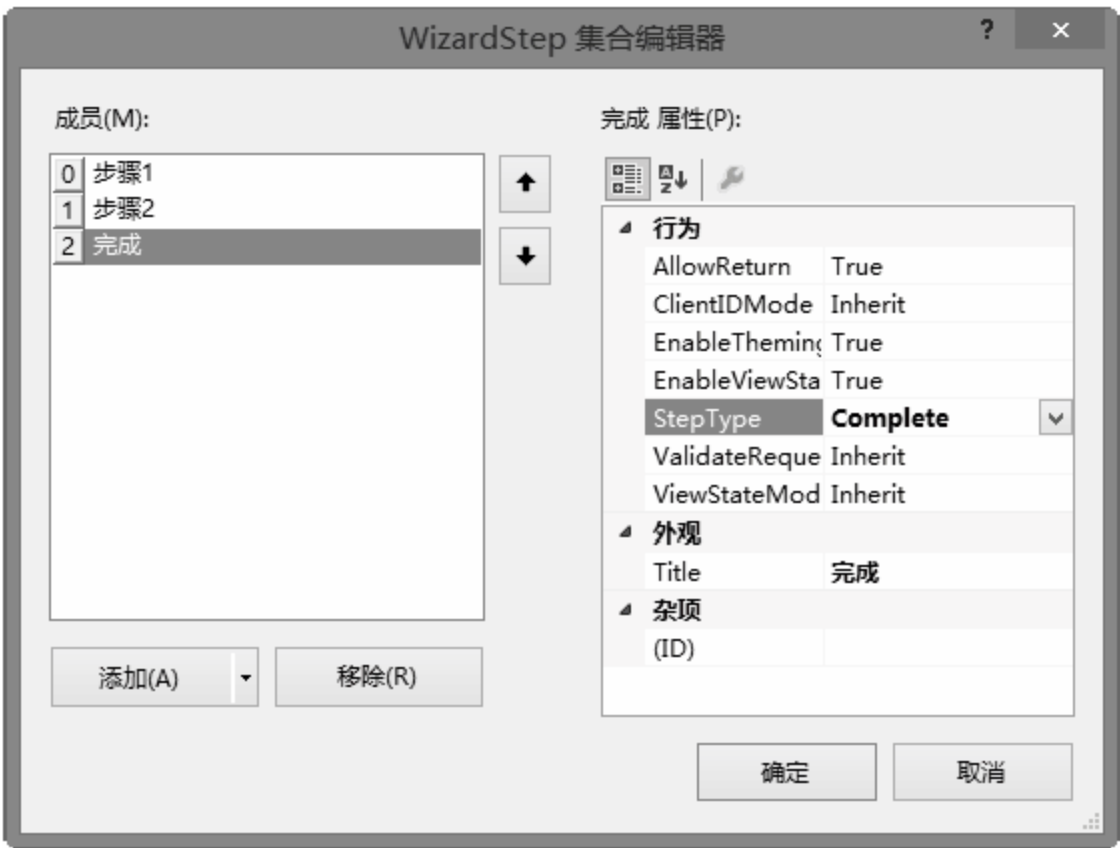 WizardStep 集合编辑器
?
成员(M):
0 步骤1
1 步骤2
2 完成
添加(A)
移除(R)
完成 属性(P):
行为
AllowReturn True
ClientIDMode Inherit
EnableTheming True
EnableViewSta True
StepType Complete
ValidateReque Inherit
ViewStateMod Inherit
外观
Title 完成
杂项
(ID)
确定
取消